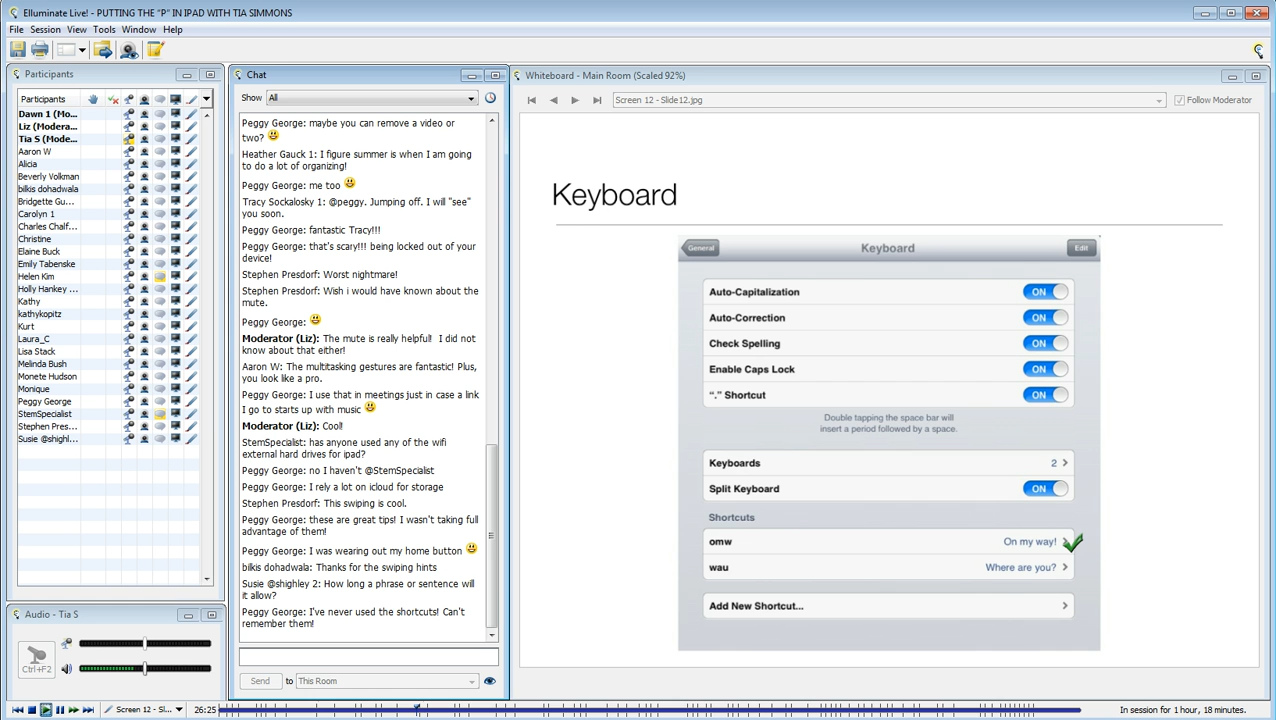 Elluminate Live! - PUTTING THE "P" IN IPAD WITH TIA SIMMONS
File Session View Tools Window Help
Participants
Participants
Dawn 1 (Mo...
Liz (Modera...
Tia S (Mode...
Aaron W
Alicia
Beverly Volkman
bilkis dohadwala
Bridgette Gu...
Carolyn 1
Charles Chalf...
Christine
Elaine Buck
Emily Tabenske
Helen Kim
Holly Hankey ...
Kathy
kathykopitz
Kurt
Laura_C
Lisa Stack
Melinda Bush
Monete Hudson
Monique
Peggy George
StemSpecialist
Stephen Pres...
Susie @shighl...
Audio - Tia S
Ctrl+F2
Chat
Show All
Peggy George: maybe you can remove a video or
two?
Heather Gauck 1: I figure summer is when I am going
to do a lot of organizing!
Peggy George: me too
Tracy Sockalosky 1: @peggy. Jumping off. I will "see"
you soon.
Peggy George: fantastic Tracy!!!
Peggy George: that's scary!!! being locked out of your
device!
Stephen Presdorf: Worst nightmare!
Stephen Presdorf: Wish i would have known about the
mute.
Peggy George:
Moderator (Liz): The mute is really helpful! I did not
know about that either!
Aaron W: The multitasking gestures are fantastic! Plus,
you look like a pro.
Peggy George: I use that in meetings just in case a link
I go to starts up with music
Moderator (Liz): Cool!
StemSpecialist: has anyone used any of the wifi
external hard drives for ipad?
Peggy George: no I haven't @StemSpecialist
Peggy George: I rely a lot on icloud for storage
Stephen Presdorf: This swiping is cool.
Peggy George: these are great tips! I wasn't taking full
advantage of them!
Peggy George: I was wearing out my home button
bilkis dohadwala: Thanks for the swiping hints
Susie @shighley 2: How long a phrase or sentence will
it allow?
Peggy George: I've never used the shortcuts! Can't
remember them!
Send to This Room
Whiteboard - Main Room (Scaled 92%)
Screen 12 - Slide12.jpg
Follow Moderator
Keyboard
General Keyboard Edit
Auto-Capitalization ON
Auto-Correction ON
Check Spelling ON
Enable Caps Lock ON
“.” Shortcut ON
Double tapping the space bar will
insert a period followed by a space.
Keyboards 2
Split Keyboard ON
Shortcuts
omw On my way!
wau Where are you?
Add New Shortcut...
Screen 12 - Sl... 26:25 In session for 1 hour, 18 minutes.